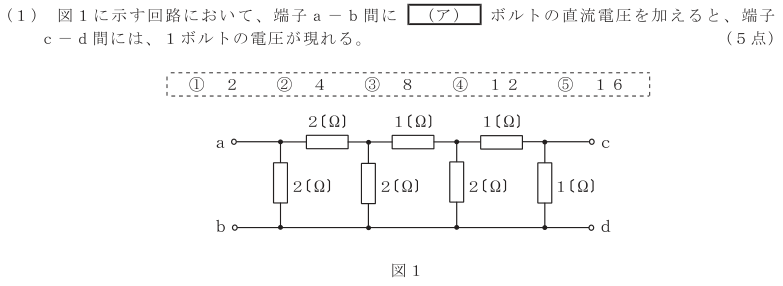 (1) 図1に示す回路において、端子a－b間に (ア) ボルトの直流電圧を加えると、端子
c－d間には、1ボルトの電圧が現れる。 (5点)
① 2 ② 4 ③ 8 ④ 12 ⑤ 16
2〔Ω〕 1〔Ω〕 1〔Ω〕
a c
2〔Ω〕 2〔Ω〕 2〔Ω〕 1〔Ω〕
b d
図1